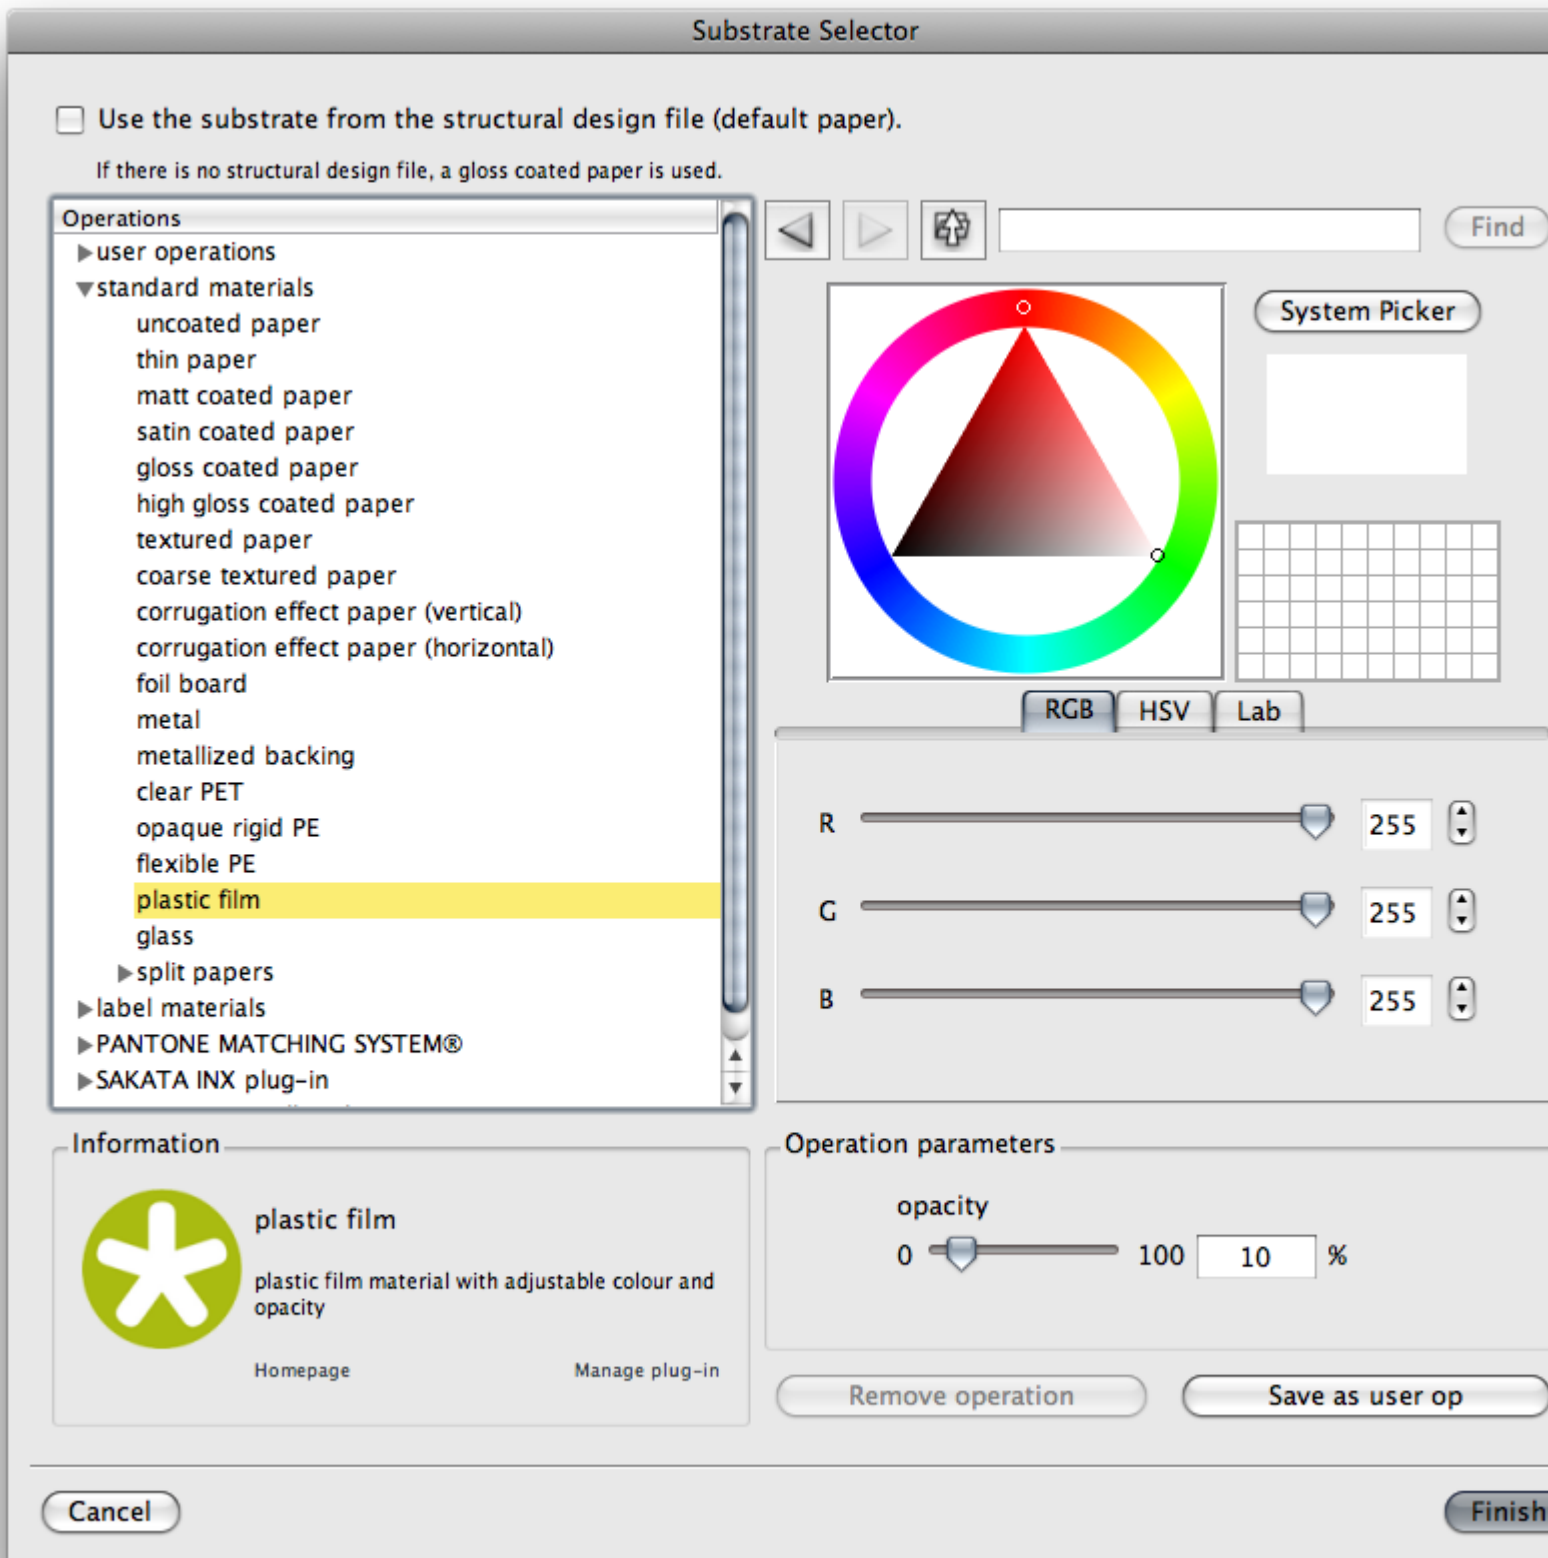 Substrate Selector
Use the substrate from the structural design file (default paper).
If there is no structural design file, a gloss coated paper is used.
Operations
user operations
standard materials
uncoated paper
thin paper
matt coated paper
satin coated paper
gloss coated paper
high gloss coated paper
textured paper
coarse textured paper
corrugation effect paper (vertical)
corrugation effect paper (horizontal)
foil board
metal
metallized backing
clear PET
opaque rigid PE
flexible PE
plastic film
glass
split papers
label materials
PANTONE MATCHING SYSTEM®
SAKATA INX plug-in
Find
System Picker
RGB HSV Lab
R 255
G 255
B 255
Information
plastic film
plastic film material with adjustable colour and
opacity
Homepage Manage plug-in
Operation parameters
opacity
0 100 10 %
Remove operation Save as user op
Cancel Finish